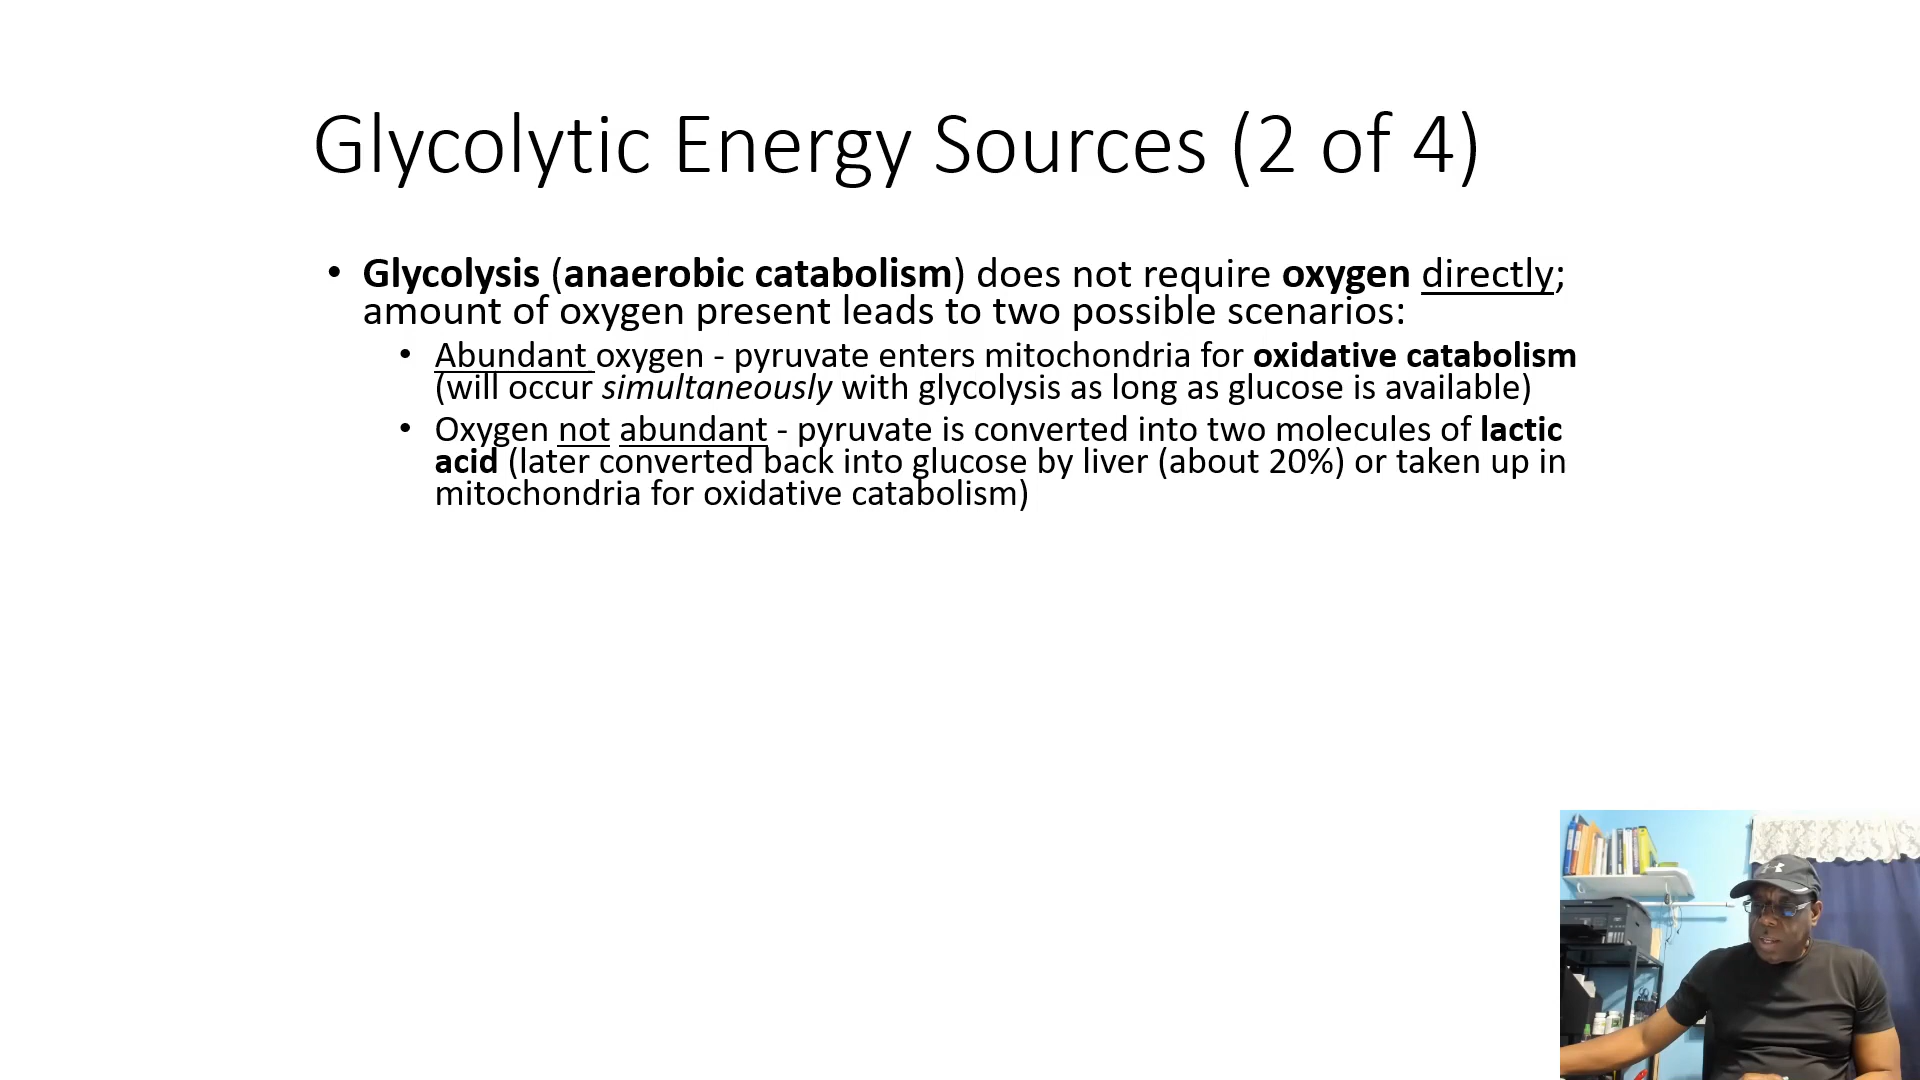 Glycolytic Energy Sources (2 of 4)
• Glycolysis (anaerobic catabolism) does not require oxygen directly;
amount of oxygen present leads to two possible scenarios:
• Abundant oxygen - pyruvate enters mitochondria for oxidative catabolism
(will occur simultaneously with glycolysis as long as glucose is available)
• Oxygen not abundant - pyruvate is converted into two molecules of lactic
acid (later converted back into glucose by liver (about 20%) or taken up in
mitochondria for oxidative catabolism)